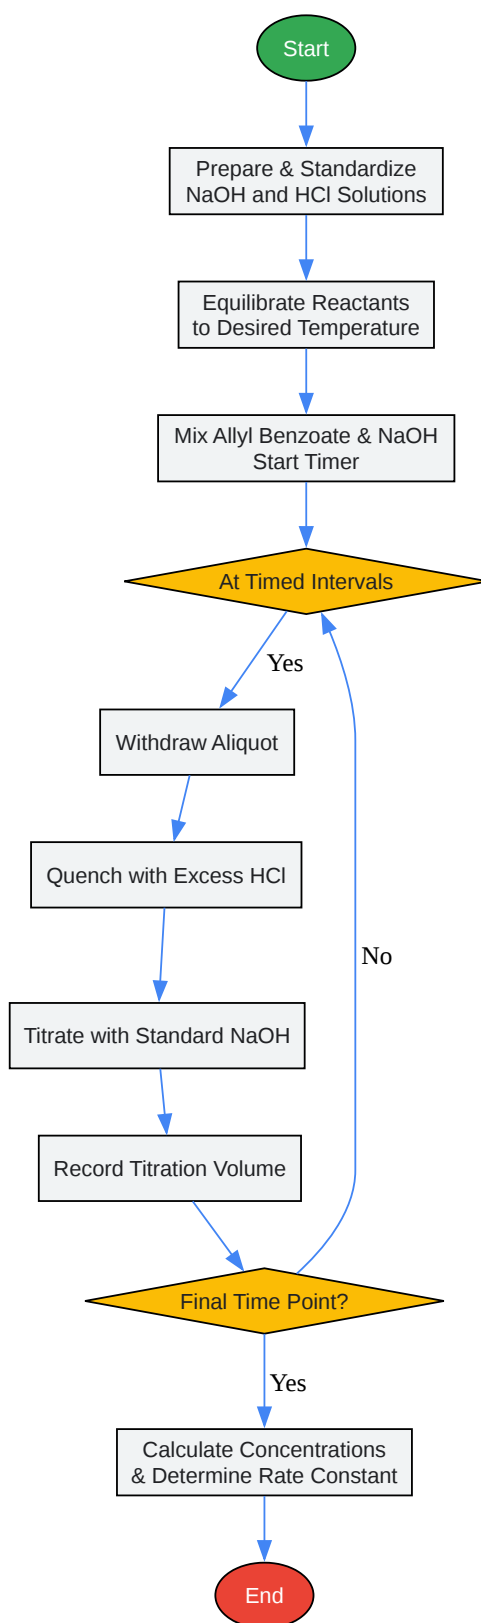 Start
Prepare & Standardize
NaOH and HCl Solutions
Equilibrate Reactants
to Desired Temperature
Mix Allyl Benzoate & NaOH
Start Timer
At Timed Intervals
Yes
Withdraw Aliquot
Quench with Excess HCl
No
Titrate with Standard NaOH
Record Titration Volume
Final Time Point?
Yes
Calculate Concentrations
& Determine Rate Constant
End